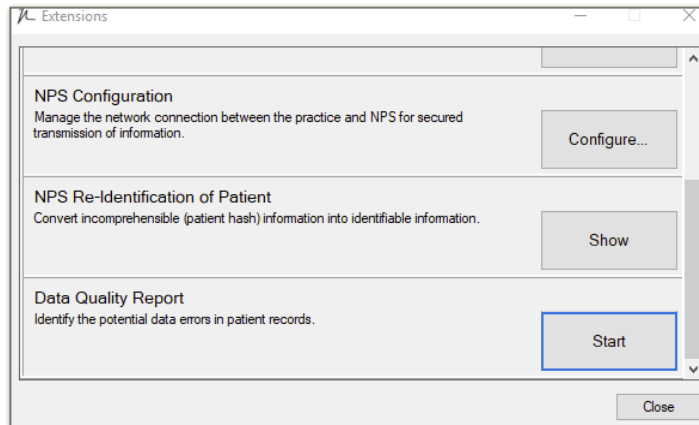 Extensions
NPS Configuration
Manage the network connection between the practice and NPS for secured
transmission of information.
Configure...
NPS Re-Identification of Patient
Convert incomprehensible (patient hash) information into identifiable information.
Show
Data Quality Report
Identify the potential data errors in patient records.
Start
Close